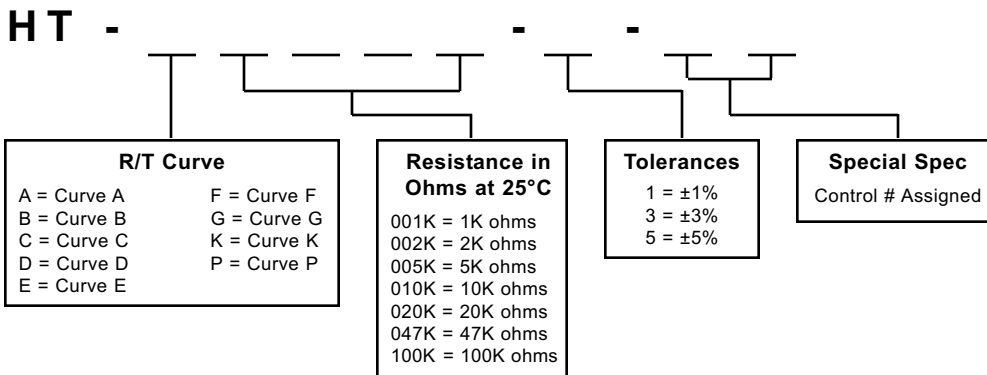 HT - - -
R/T Curve
A = Curve A
B = Curve B
C = Curve C
D = Curve D
E = Curve E
F = Curve F
G = Curve G
K = Curve K
P = Curve P
Resistance in
Ohms at 25°C
001K = 1K ohms
002K = 2K ohms
005K = 5K ohms
010K = 10K ohms
020K = 20K ohms
047K = 47K ohms
100K = 100K ohms
Tolerances
1 = ±1%
3 = ±3%
5 = ±5%
Special Spec
Control # Assigned